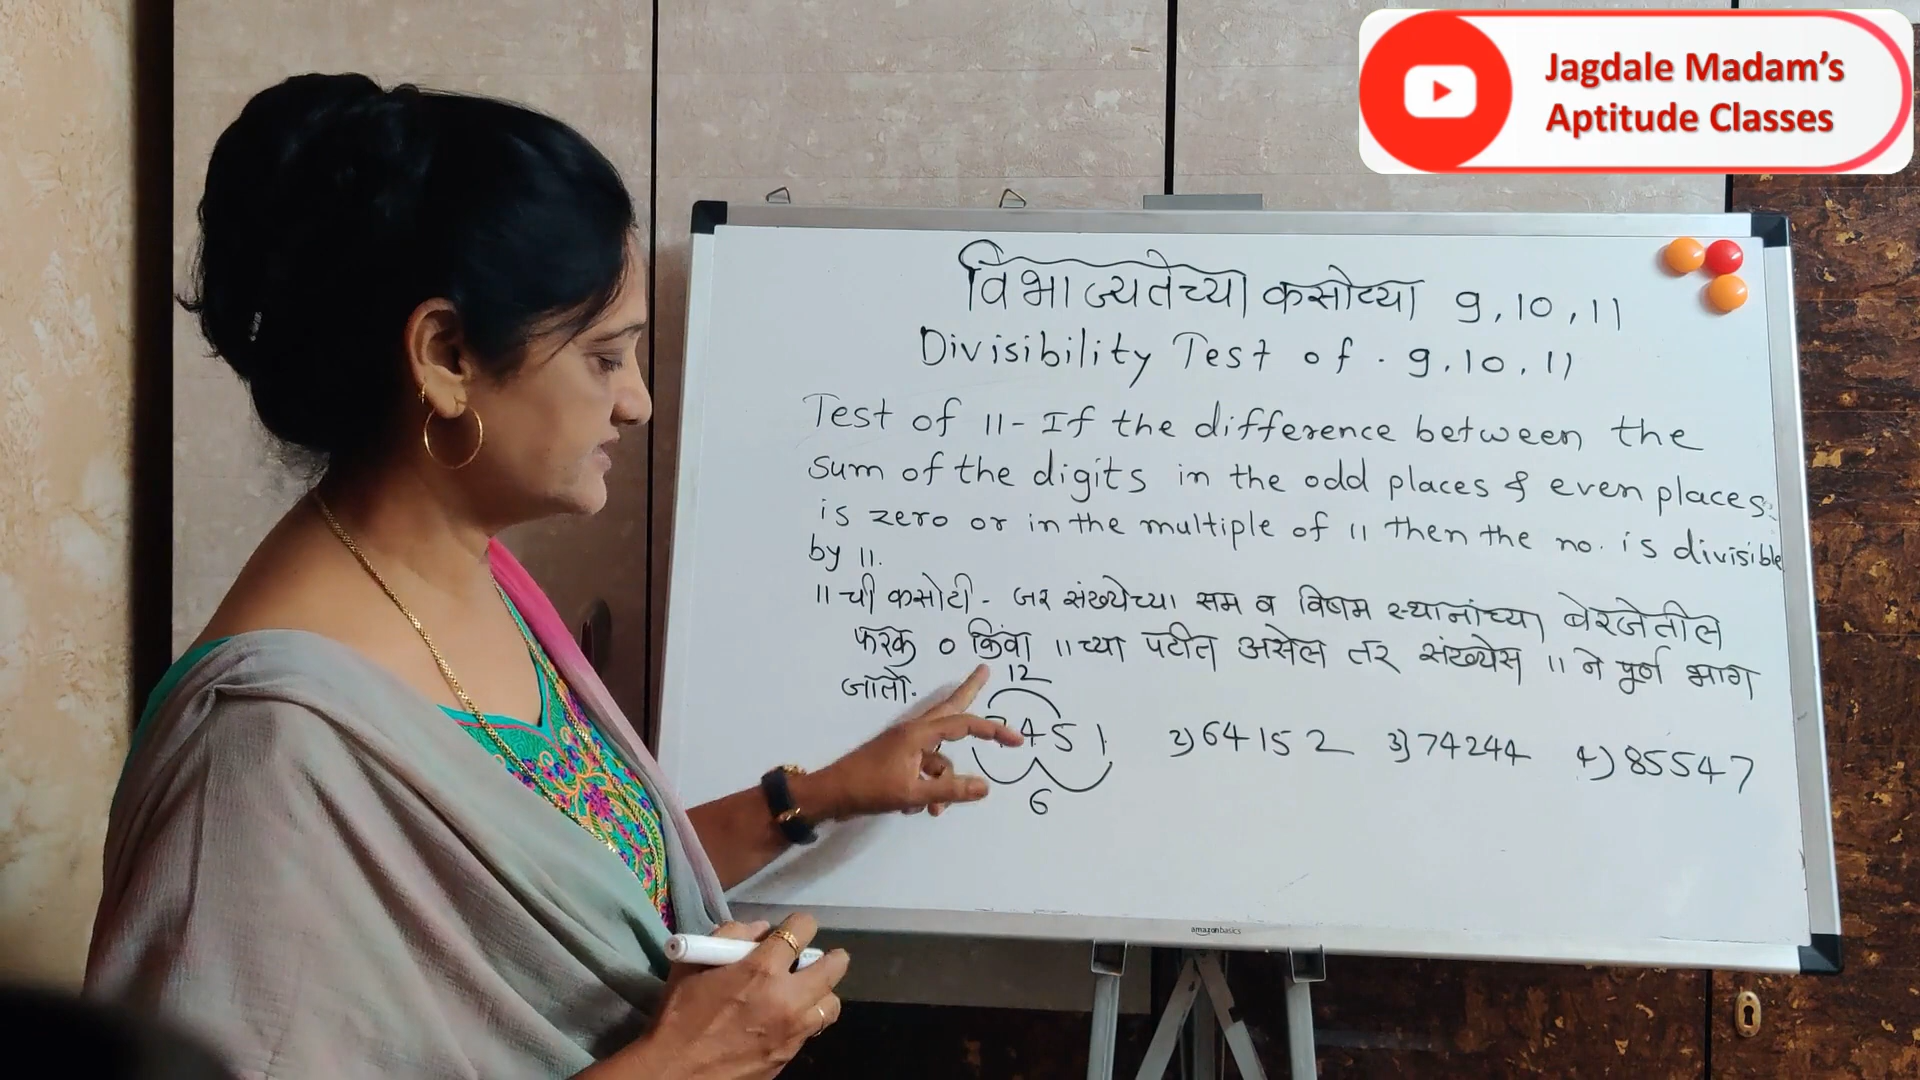 Jagdale Madam's
Aptitude Classes
विभाज्यतेच्या कसोट्या 9, 10, 11
Divisibility Test of . 9, 10, 11
Test of 11- If the difference between the
sum of the digits in the odd places & even places
is zero or in the multiple of 11 then the no. is divisible
by 11.
11 ची कसोटी - जर संख्येच्या सम व विषम स्थानांच्या बेरजेतील
फरक 0 किंवा 11 च्या पटीत असेल तर संख्येस 11 ने पूर्ण भाग
जातो.
12
451 2) 64152 3) 74244 4) 85547
6
amazonbasics